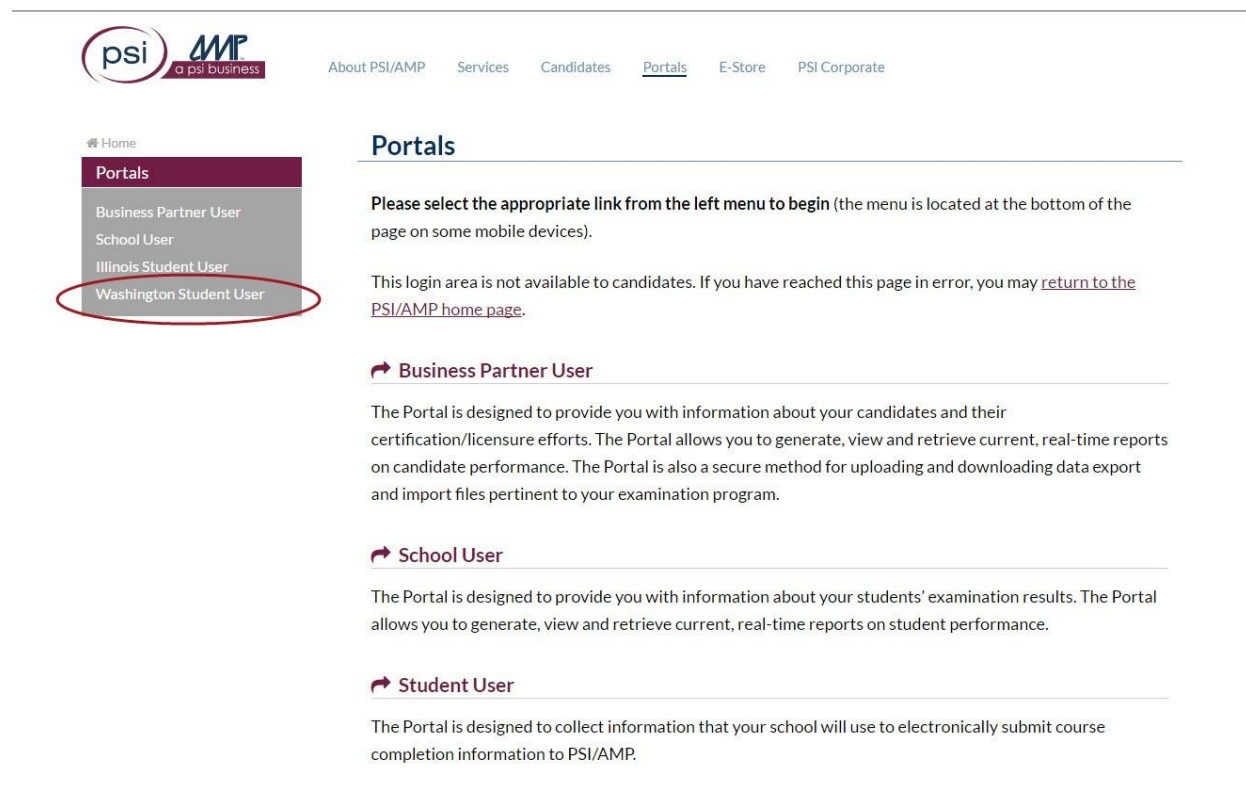 psi AMP
a psi business
About PSI/AMP Services Candidates Portals E-Store PSI Corporate
Home
Portals
Business Partner User
School User
Illinois Student User
Washington Student User
Portals
Please select the appropriate link from the left menu to begin (the menu is located at the bottom of the
page on some mobile devices).
This login area is not available to candidates. If you have reached this page in error, you may return to the
PSI/AMP home page.
Business Partner User
The Portal is designed to provide you with information about your candidates and their
certification/licensure efforts. The Portal allows you to generate, view and retrieve current, real-time reports
on candidate performance. The Portal is also a secure method for uploading and downloading data export
and import files pertinent to your examination program.
School User
The Portal is designed to provide you with information about your students’ examination results. The Portal
allows you to generate, view and retrieve current, real-time reports on student performance.
Student User
The Portal is designed to collect information that your school will use to electronically submit course
completion information to PSI/AMP.